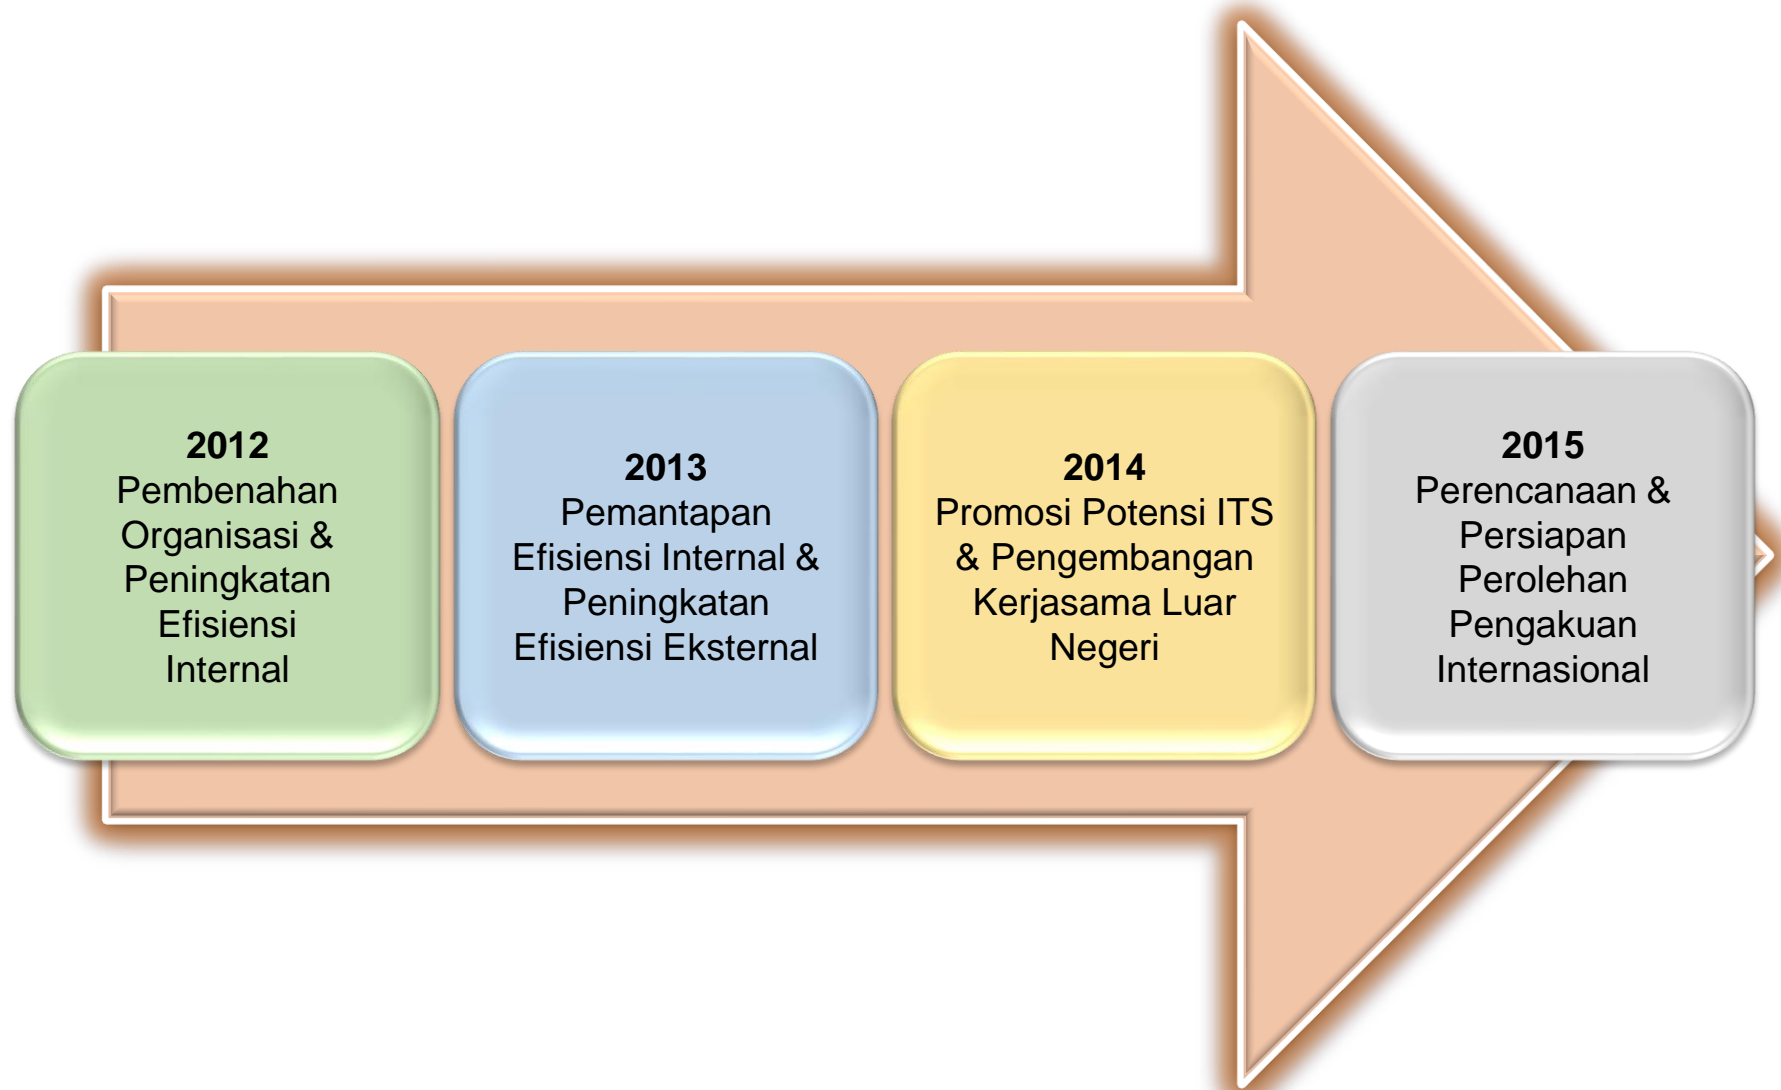 2012
Pembenahan
Organisasi &
Peningkatan
Efisiensi
Internal
2013
Pemantapan
Efisiensi Internal &
Peningkatan
Efisiensi Eksternal
2014
Promosi Potensi ITS
& Pengembangan
Kerjasama Luar
Negeri
2015
Perencanaan &
Persiapan
Perolehan
Pengakuan
Internasional